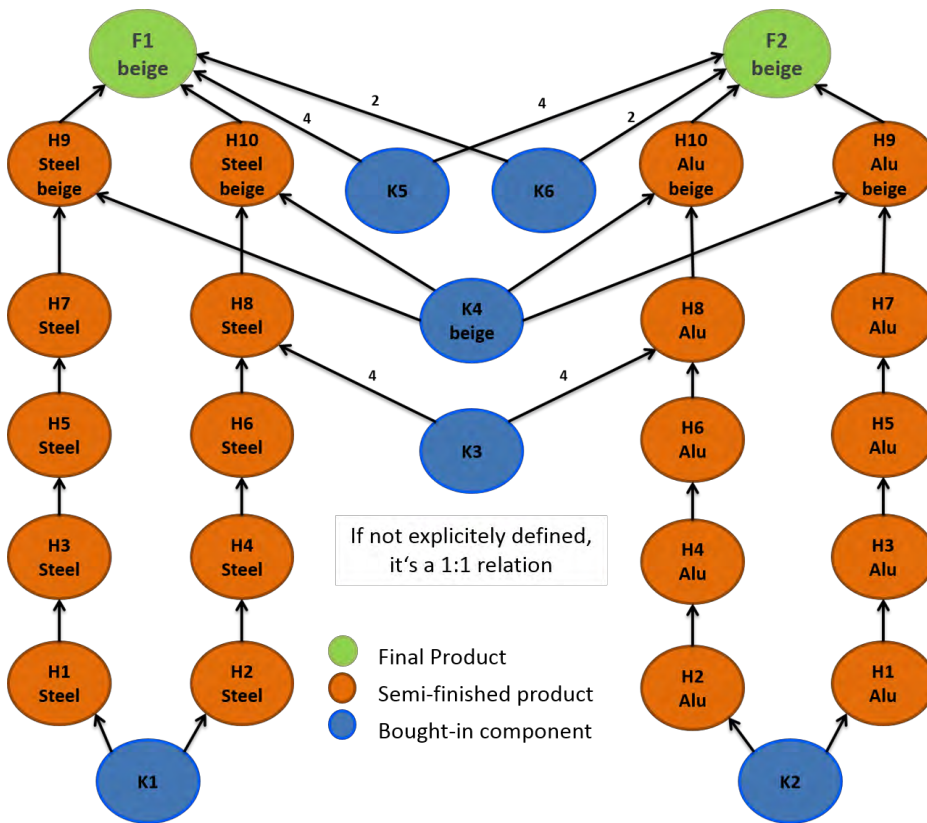 F1
beige
F2
beige
2
4
4
2
H9
Steel
beige
H10
Steel
beige
K5
K6
H10
Alu
beige
H9
Alu
beige
H7
Steel
H8
Steel
K4
beige
H8
Alu
H7
Alu
4
4
H5
Steel
H6
Steel
K3
H6
Alu
H5
Alu
If not explicitely defined,
it's a 1:1 relation
H3
Steel
H4
Steel
H4
Alu
H3
Alu
H1
Steel
H2
Steel
Final Product
Semi-finished product
Bought-in component
H2
Alu
H1
Alu
K1
K2